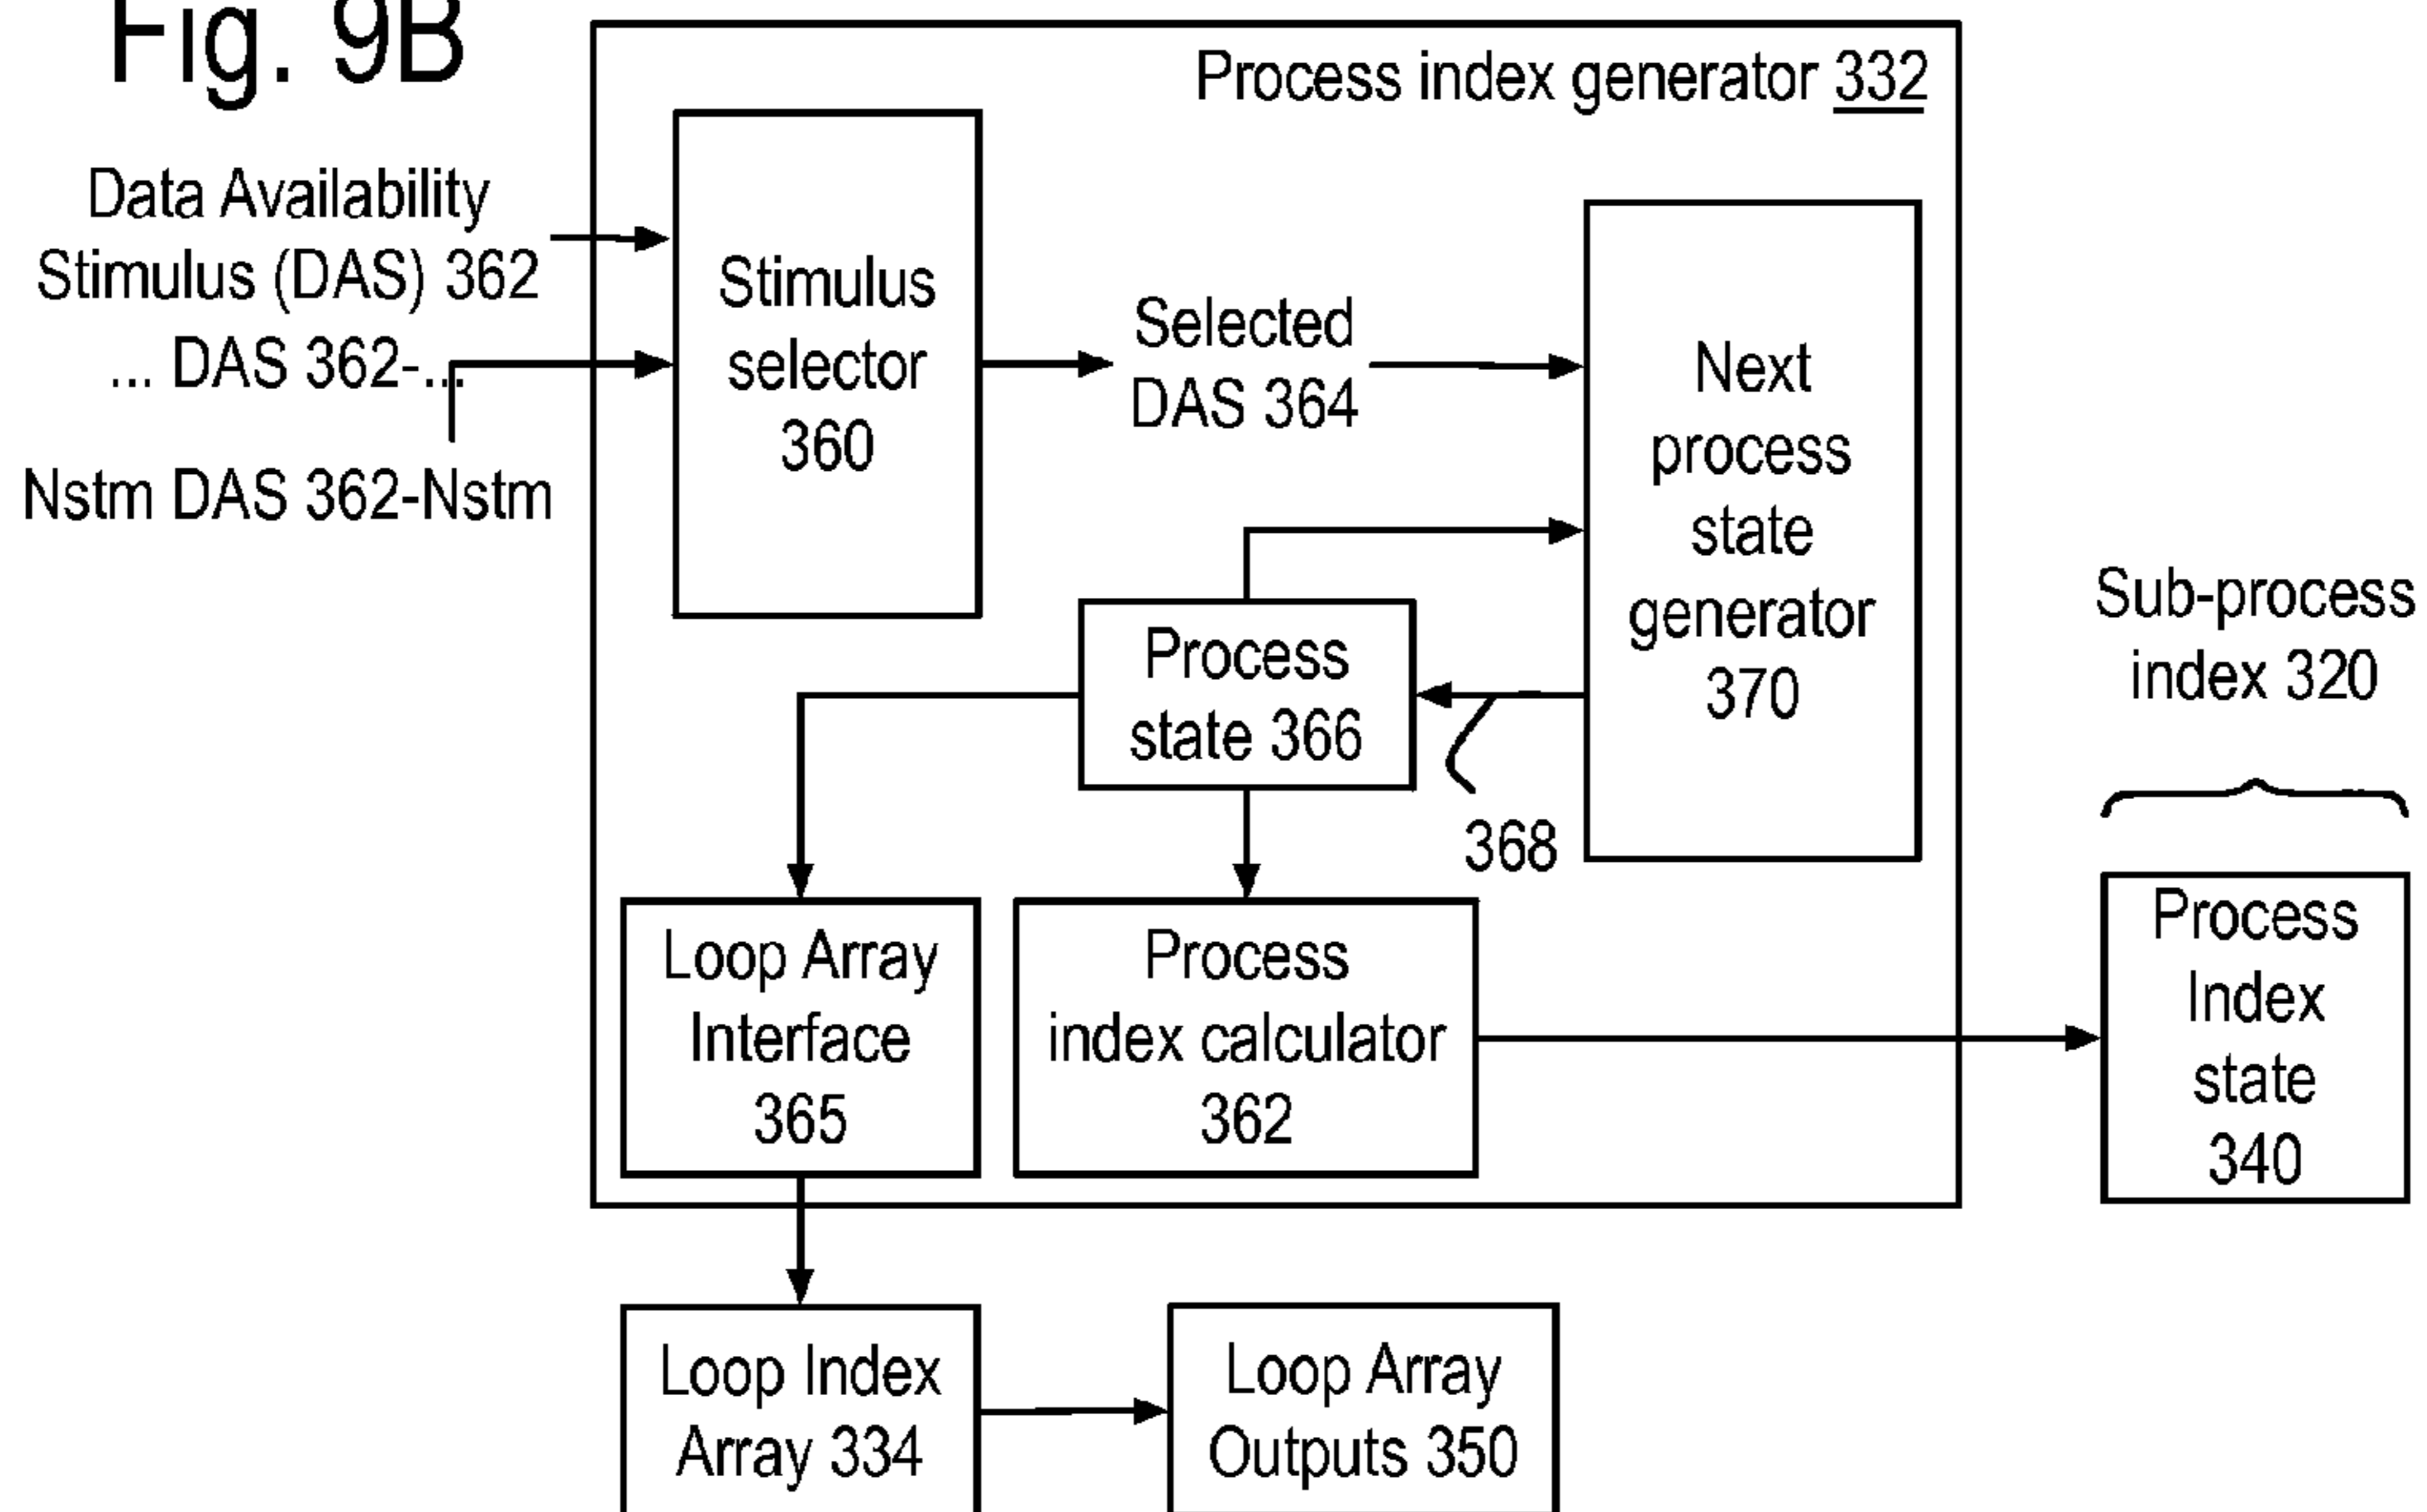 Fig. 9B
Process index generator 332
Data Availability
Stimulus (DAS) 362
... DAS 362-...
Nstm DAS 362-Nstm
Stimulus
selector
360
Selected
DAS 364
Next
process
state
generator
370
Process
state 366
368
Sub-process
index 320
Loop Array
Interface
365
Process
index calculator
362
Process
Index
state
340
Loop Index
Array 334
Loop Array
Outputs 350